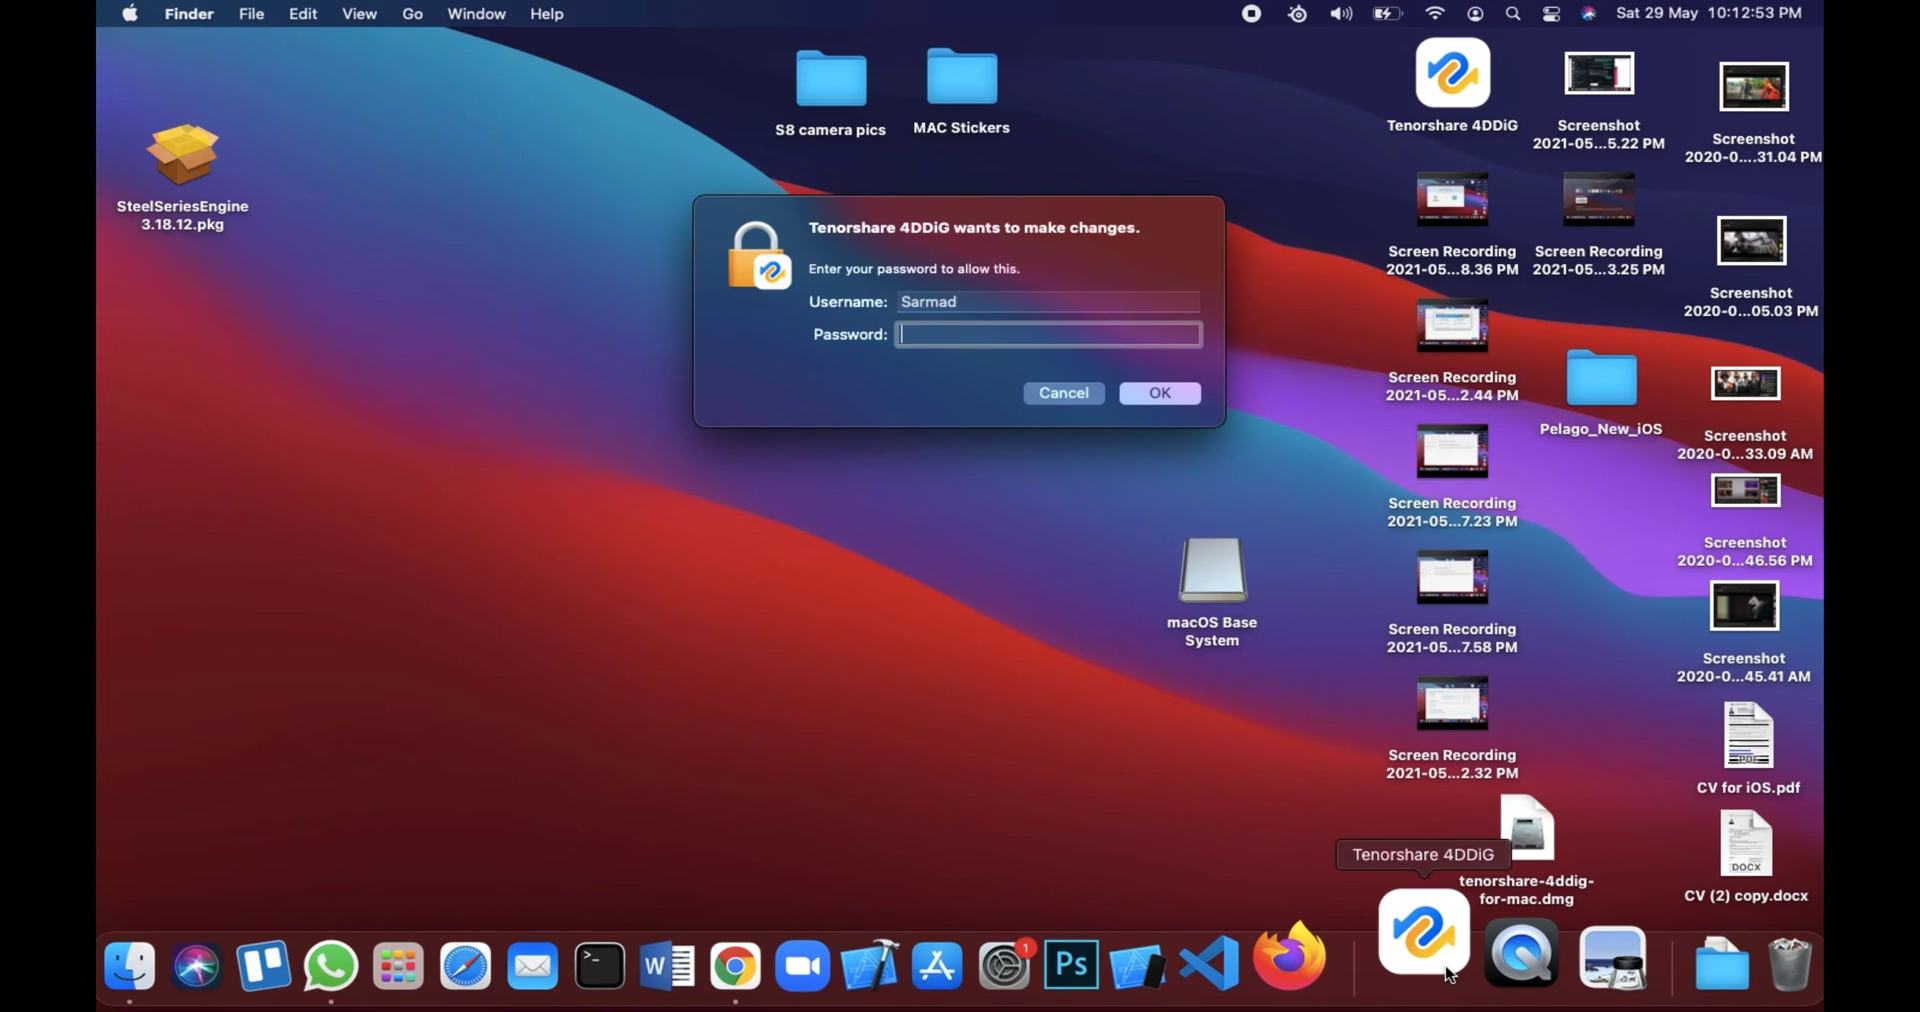 Finder File Edit View Go Window Help
Sat 29 May 10:12:53 PM
SteelSeriesEngine
3.18.12.pkg
S8 camera pics
MAC Stickers
Tenorshare 4DDiG wants to make changes.
Enter your password to allow this.
Username: Sarmad
Password:
Cancel
OK
macOS Base
System
Tenorshare 4DDiG
Screen Recording
2021-05...8.36 PM
Screen Recording
2021-05...2.44 PM
Screen Recording
2021-05...7.23 PM
Screen Recording
2021-05...7.58 PM
Screen Recording
2021-05...2.32 PM
Screenshot
2021-05...5.22 PM
Screen Recording
2021-05...3.25 PM
Pelago_New_iOS
Screenshot
2020-0....31.04 PM
Screenshot
2020-0...05.03 PM
Screenshot
2020-0...33.09 AM
Screenshot
2020-0...46.56 PM
Screenshot
2020-0...45.41 AM
PDF
CV for iOS.pdf
DOCX
CV (2) copy.docx
tenorshare-4ddig-
for-mac.dmg
Tenorshare 4DDiG
W
1
Ps